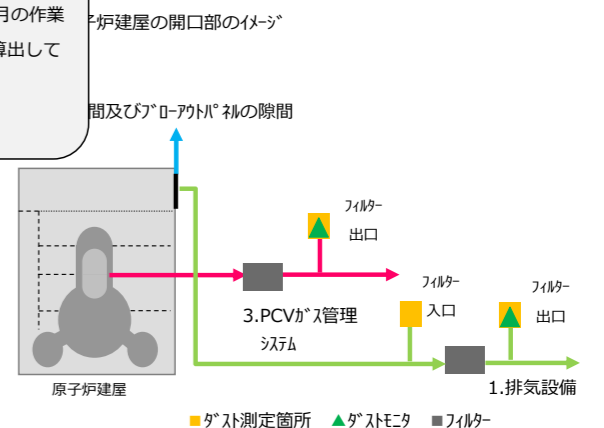 月の作業
算出して
子炉建屋の開口部のｲﾒｰｼﾞ
間及びﾌﾞﾛｰｱｳﾄﾊﾟﾈﾙの隙間
ﾌｨﾙﾀｰ
出口
ﾌｨﾙﾀｰ
入口
ﾌｨﾙﾀｰ
出口
3.PCVｶﾞｽ管理
ｼｽﾃﾑ
原子炉建屋
1.排気設備
■ﾀﾞｽﾄ測定箇所 ▲ﾀﾞｽﾄﾓﾆﾀ ■ﾌｨﾙﾀｰ